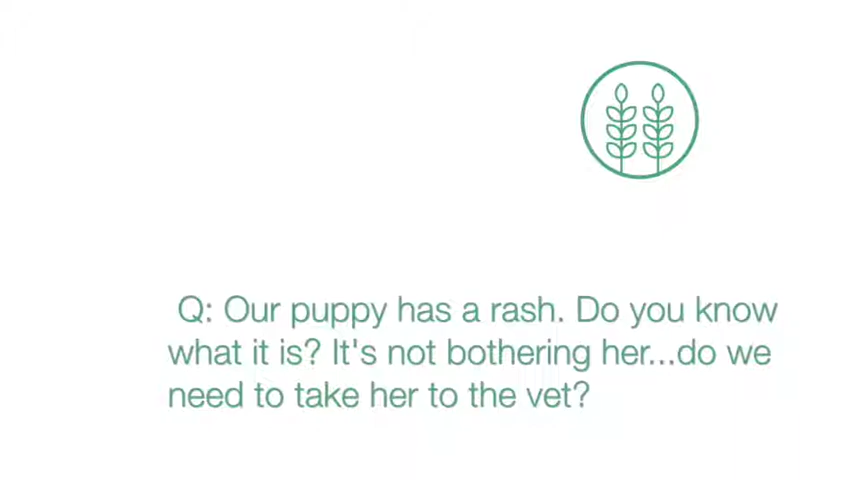 Q: Our puppy has a rash. Do you know
what it is? It's not bothering her...do we
need to take her to the vet?